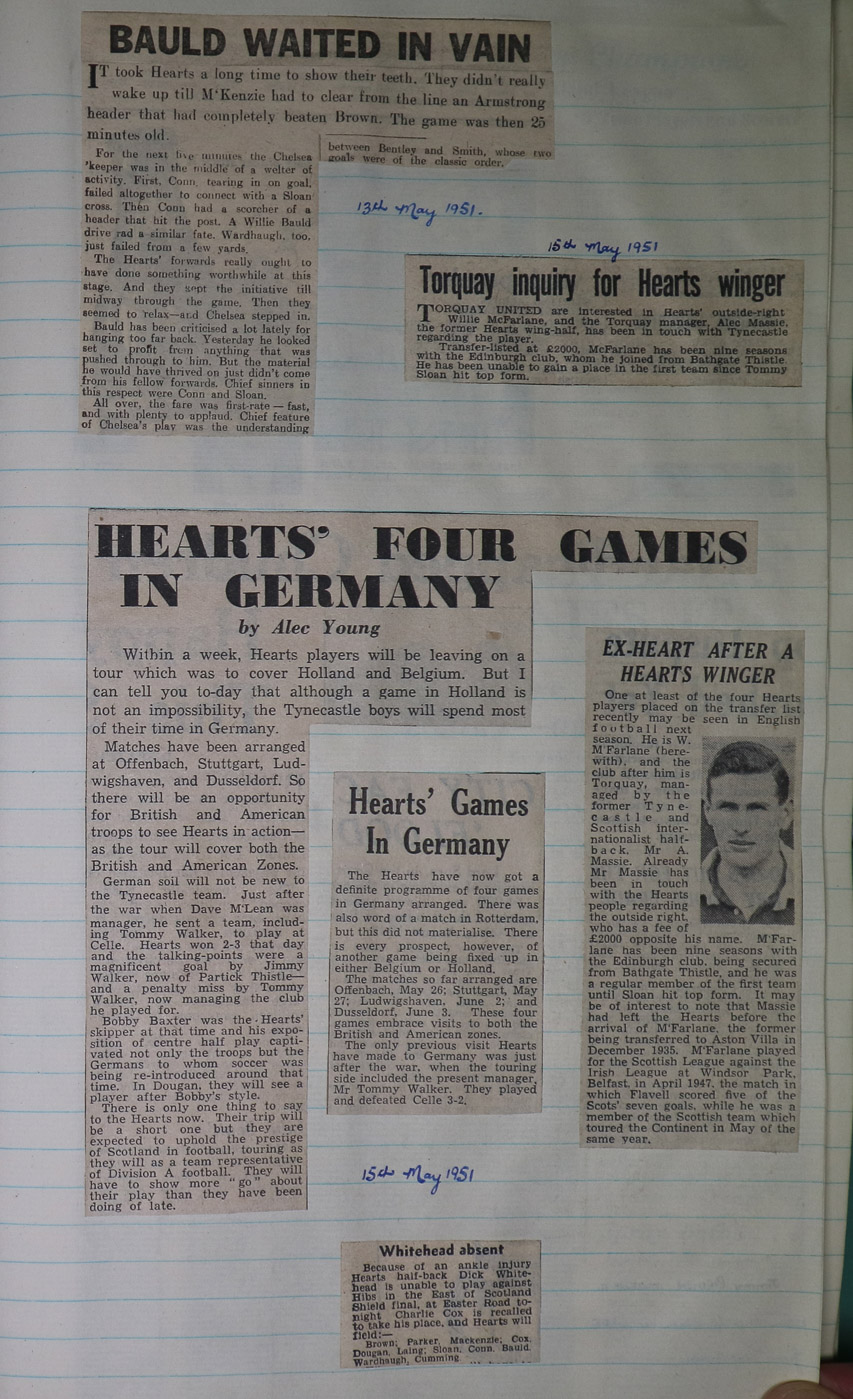 BAULD WAITED IN VAIN
IT took Hearts a long time to show their teeth. They didn't really
wake up till M'Kenzie had to clear from the line an Armstrong
header that had completely beaten Brown. The game was then 25
minutes old.
For the next five minutes the Chelsea
'keeper was in the middle of a welter of
activity. First, Conn, tearing in on goal,
failed altogether to connect with a Sloan
cross. Then Conn had a scorcher of a
header that hit the post. A Willie Bauld
drive rad a similar fate. Wardhaugh, too,
just failed from a few yards.
The Hearts' forwards really ought to
have done something worthwhile at this
stage. And they kept the initiative till
midway through the game. Then they
seemed to relax—and Chelsea stepped in.
Bauld has been criticised a lot lately for
hanging too far back. Yesterday he looked
set to profit from anything that was
pushed through to him. But the material
he would have thrived on just didn't come
from his fellow forwards. Chief sinners in
this respect were Conn and Sloan.
All over, the fare was first-rate — fast,
and with plenty to applaud. Chief feature
of Chelsea's play was the understanding
between Bentley and Smith, whose two
goals were of the classic order.
13th May 1951.
15th May 1951
Torquay inquiry for Hearts winger
TORQUAY UNITED are interested in Hearts' outside-right
Willie McFarlane, and the Torquay manager, Alec Massie,
the former Hearts wing-half, has been in touch with Tynecastle
regarding the player.
Transfer-listed at £2000, McFarlane has been nine seasons
with the Edinburgh club, whom he joined from Bathgate Thistle.
He has been unable to gain a place in the first team since Tommy
Sloan hit top form.
HEARTS' FOUR GAMES
IN GERMANY
by Alec Young
Within a week, Hearts players will be leaving on a
tour which was to cover Holland and Belgium. But I
can tell you to-day that although a game in Holland is
not an impossibility, the Tynecastle boys will spend most
of their time in Germany.
Matches have been arranged
at Offenbach, Stuttgart, Lud-
wigshaven, and Dusseldorf. So
there will be an opportunity
for British and American
troops to see Hearts in action—
as the tour will cover both the
British and American Zones.
German soil will not be new to
the Tynecastle team. Just after
the war when Dave M'Lean was
manager, he sent a team, includ-
ing Tommy Walker, to play at
Celle. Hearts won 2-3 that day
and the talking-points were a
magnificent goal by Jimmy
Walker, now of Partick Thistle—
and a penalty miss by Tommy
Walker, now managing the club
he played for.
Bobby Baxter was the Hearts'
skipper at that time and his expo-
sition of centre half play capti-
vated not only the troops but the
Germans to whom soccer was
being re-introduced around that
time. In Dougan, they will see a
player after Bobby's style.
There is only one thing to say
to the Hearts now. Their trip will
be a short one but they are
expected to uphold the prestige
of Scotland in football, touring as
they will as a team representative
of Division A football. They will
have to show more "go" about
their play than they have been
doing of late.
Hearts' Games
In Germany
The Hearts have now got a
definite programme of four games
in Germany arranged. There was
also word of a match in Rotterdam,
but this did not materialise. There
is every prospect, however, of
another game being fixed up in
either Belgium or Holland.
The matches so far arranged are
Offenbach, May 26; Stuttgart, May
27; Ludwigshaven, June 2; and
Dusseldorf, June 3. These four
games embrace visits to both the
British and American zones.
The only previous visit Hearts
have made to Germany was just
after the war, when the touring
side included the present manager,
Mr Tommy Walker. They played
and defeated Celle 3-2.
15th May 1951
EX-HEART AFTER A
HEARTS WINGER
One at least of the four Hearts
players placed on the transfer list
recently may be seen in English
football next
season. He is W.
M'Farlane (here-
with), and the
club after him is
Torquay, man-
aged by the
former Tyne-
castle and
Scottish inter-
nationalist half-
back, Mr A.
Massie. Already
Mr Massie has
been in touch
with the Hearts
people regarding
the outside right,
who has a fee of
£2000 opposite his name. M'Far-
lane has been nine seasons with
the Edinburgh club, being secured
from Bathgate Thistle, and he was
a regular member of the first team
until Sloan hit top form. It may
be of interest to note that Massie
had left the Hearts before the
arrival of M'Farlane, the former
being transferred to Aston Villa in
December 1935. M'Farlane played
for the Scottish League against the
Irish League at Windsor Park,
Belfast, in April 1947, the match in
which Flavell scored five of the
Scots' seven goals, while he was a
member of the Scottish team which
toured the Continent in May of the
same year.
Whitehead absent
Because of an ankle injury
Hearts half-back Dick White-
head is unable to play against
Hibs in the East of Scotland
Shield final, at Easter Road to-
night Charlie Cox is recalled
to take his place, and Hearts will
field:—
Brown; Parker, Mackenzie; Cox,
Dougan, Laing; Sloan, Conn, Bauld,
Wardhaugh, Cumming